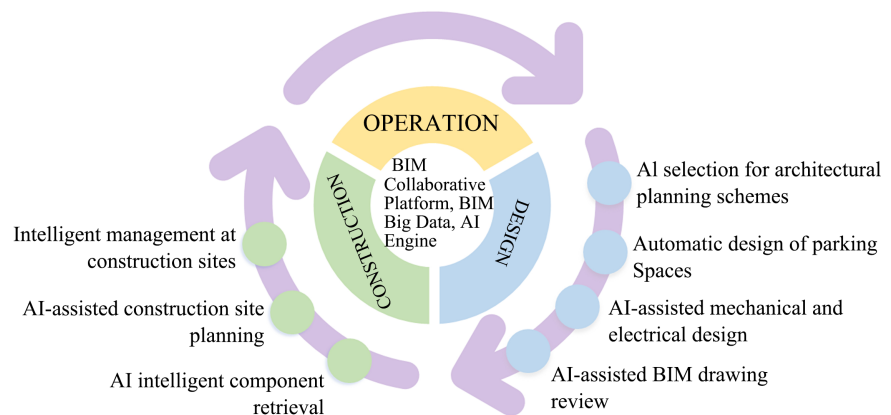 OPERATION
BIM
Collaborative
Platform, BIM
Big Data, AI
Engine
CONSTRUCTION
DESIGN
Al selection for architectural
planning schemes
Automatic design of parking
Spaces
AI-assisted mechanical and
electrical design
AI-assisted BIM drawing
review
Intelligent management at
construction sites
AI-assisted construction site
planning
AI intelligent component
retrieval